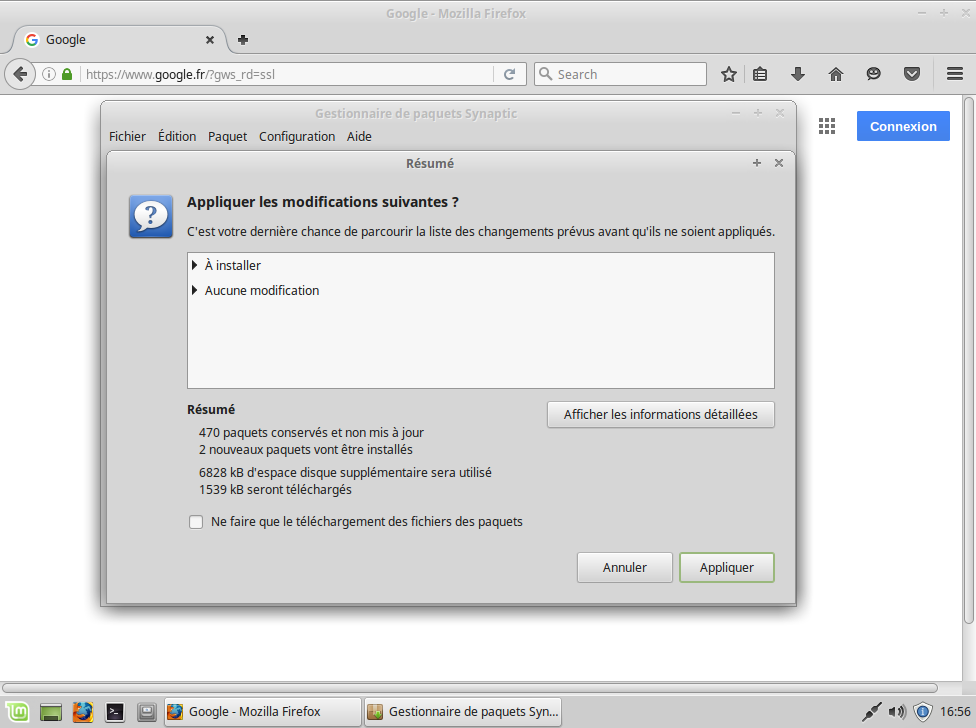 Google - Mozilla Firefox
Google
https://www.google.fr/?gws_rd=ssl
Search
Connexion
Gestionnaire de paquets Synaptic
Fichier Édition Paquet Configuration Aide
Résumé
Appliquer les modifications suivantes ?
C'est votre dernière chance de parcourir la liste des changements prévus avant qu'ils ne soient appliqués.
À installer
Aucune modification
Résumé
Afficher les informations détaillées
470 paquets conservés et non mis à jour
2 nouveaux paquets vont être installés
6828 kB d'espace disque supplémentaire sera utilisé
1539 kB seront téléchargés
Ne faire que le téléchargement des fichiers des paquets
Annuler Appliquer
Google - Mozilla Firefox
Gestionnaire de paquets Syn...
16:56